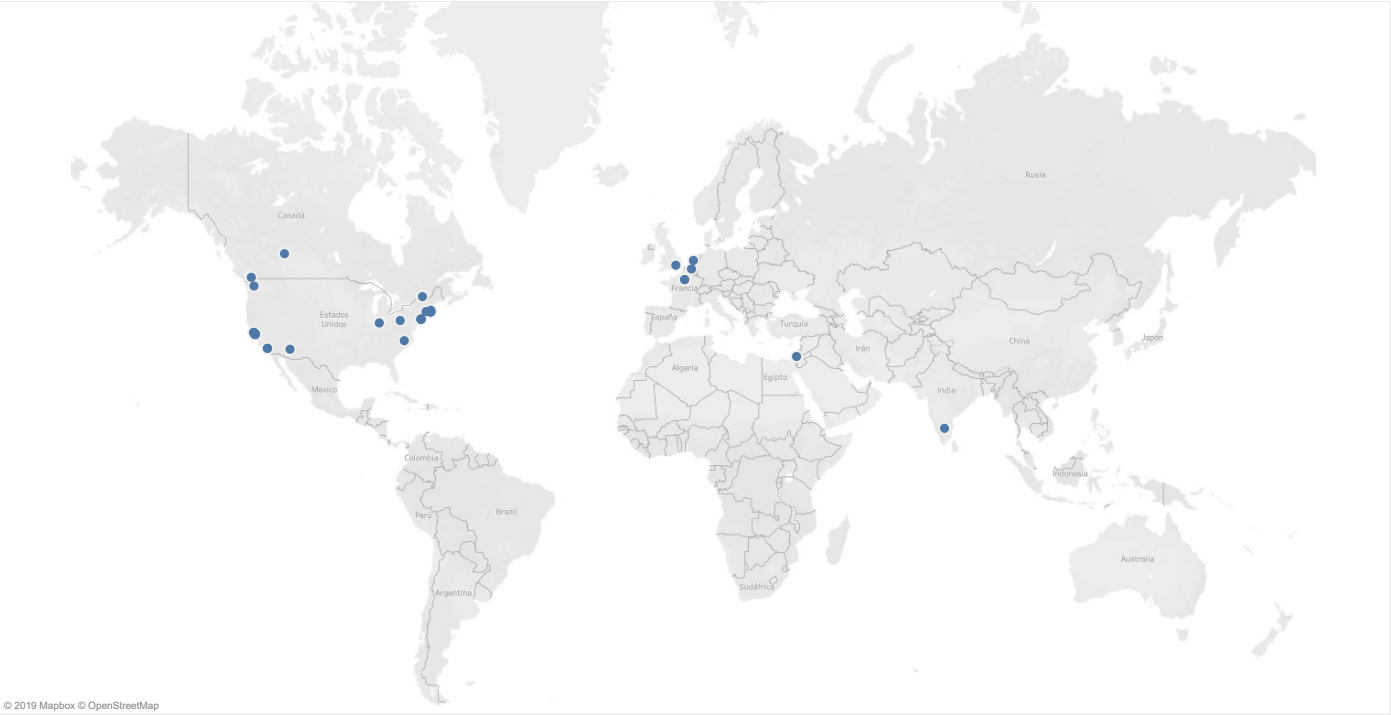 Rusia
Canadá
Francia
Estados
Unidos
España
Turquía
Japón
China
Irán
Algeria
Egipto
India
Mexico
Colombia
Indonesia
Perú
Brazil
Australia
Sudáfrica
Argentina
© 2019 Mapbox © OpenStreetMap